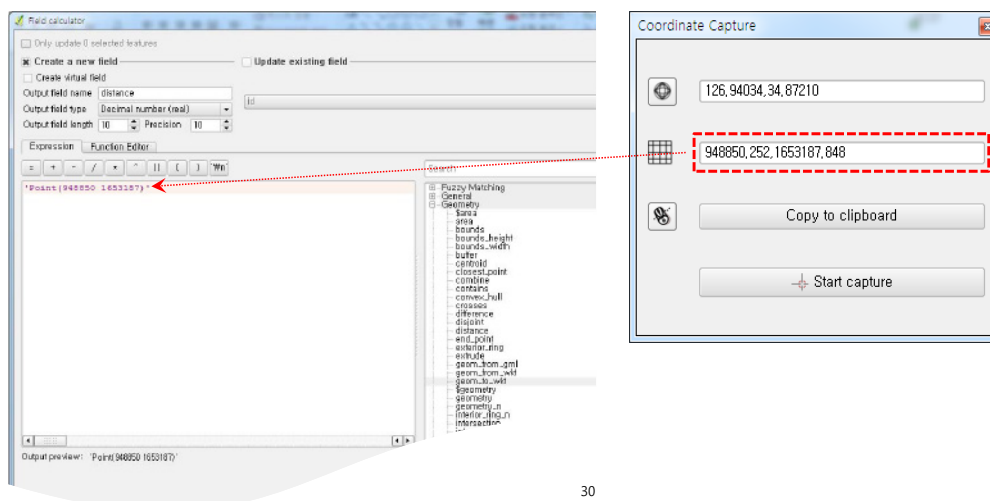 Field calculator
Only update 0 selected features
Create a new field
Update existing field
Create virtual field
Output field name distance
id
Output field type Decimal number (real)
Output field length 10 Precision 10
Expression Function Editor
= + - / * ^ || ( ) '₩n'
Search
'Point(948850 1653187)'
Fuzzy Matching
General
Geometry
$area
area
bounds
bounds_height
bounds_width
buffer
centroid
closest_point
combine
contains
convex_hull
crosses
difference
disjoint
distance
end_point
exterior_ring
extrude
geom_from_gml
geom_from_wkt
geom_to_wkt
$geometry
geometry
geometry_n
interior_ring_n
intersection
Output preview: 'Point(948850 1653187)'
Coordinate Capture
126,94034,34,87210
948850,252,1653187,848
Copy to clipboard
Start capture
30